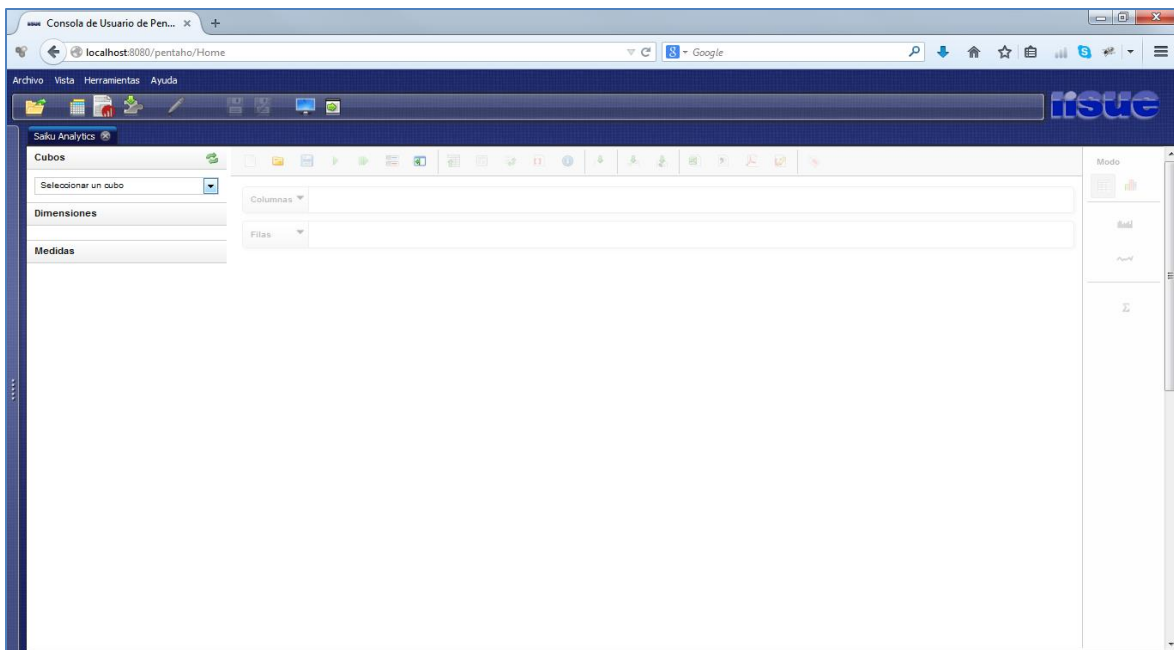 Consola de Usuario de Pen...
localhost:8080/pentaho/Home
Google
Archivo Vista Herramientas Ayuda
iisue
Saiku Analytics
Cubos
Seleccionar un cubo
Dimensiones
Medidas
Columnas
Filas
Modo